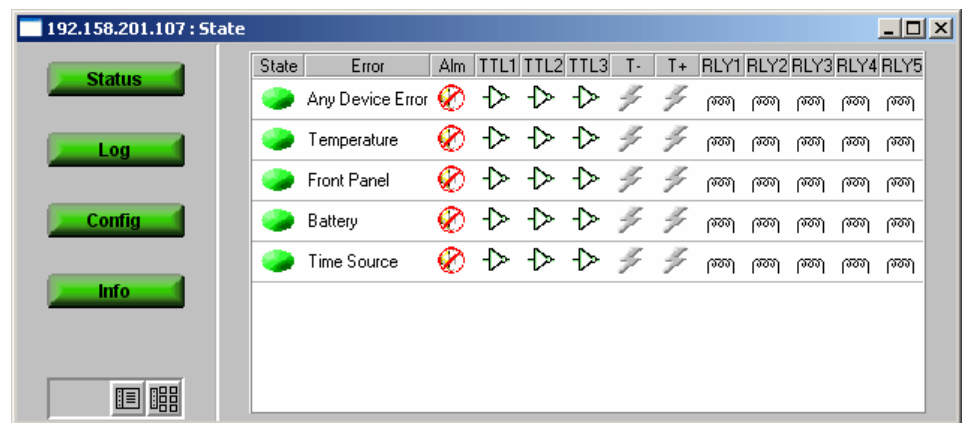 192.158.201.107 : State
Status
Log
Config
Info
State Error Alm TTL1 TTL2 TTL3 T- T+ RLY1 RLY2 RLY3 RLY4 RLY5
Any Device Error
Temperature
Front Panel
Battery
Time Source